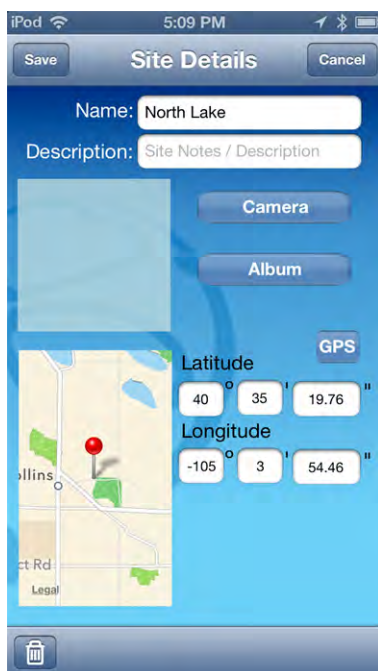 iPod 5:09 PM
Save Site Details Cancel
Name: North Lake
Description: Site Notes / Description
Camera
Album
GPS
Latitude
40 º 35 ' 19.76 "
Longitude
-105 º 3 ' 54.46 "
ollins
ct Rd
Legal